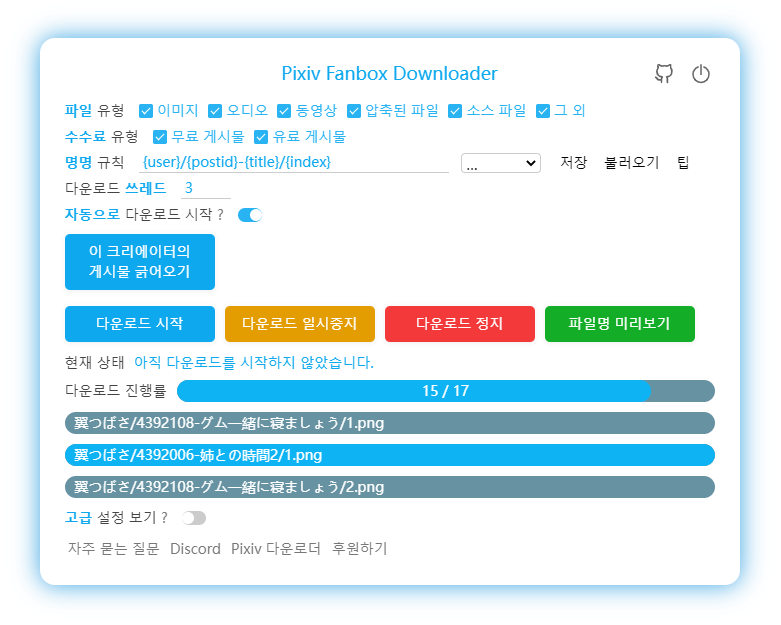 Pixiv Fanbox Downloader
파일 유형 이미지 오디오 동영상 압축된 파일 소스 파일 그 외
수수료 유형 무료 게시물 유료 게시물
명명 규칙 {user}/{postid}-{title}/{index} ... 저장 불러오기 팁
다운로드 쓰레드 3
자동으로 다운로드 시작 ?
이 크리에이터의
게시물 긁어오기
다운로드 시작 다운로드 일시중지 다운로드 정지 파일명 미리보기
현재 상태 아직 다운로드를 시작하지 않았습니다.
다운로드 진행률 15 / 17
翼つばさ/4392108-グム一緒に寝ましょう/1.png
翼つばさ/4392006-姉との時間2/1.png
翼つばさ/4392108-グム一緒に寝ましょう/2.png
고급 설정 보기 ?
자주 묻는 질문 Discord Pixiv 다운로더 후원하기